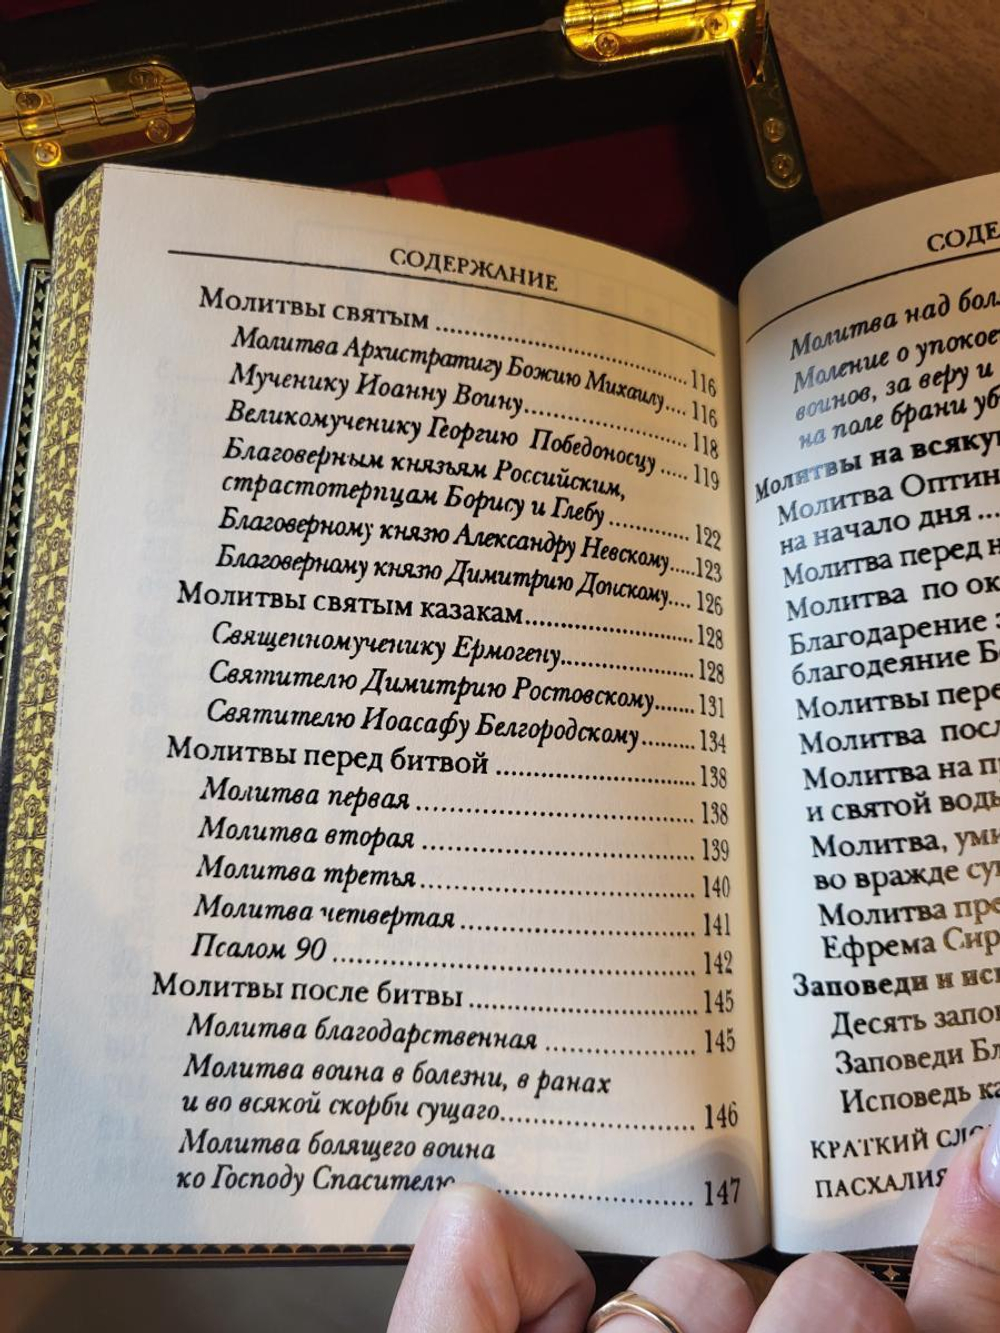 СОДЕРЖАНИЕ
Молитвы святым ........ 116
Молитва Архистратигу Божию Михаилу.... 116
Мученику Иоанну Воину........ 118
Великомученику Георгию Победоносцу ..... 119
Благоверным князьям Российским,
страстотерпцам Борису и Глебу ........ 122
Благоверному князю Александру Невскому.....123
Благоверному князю Димитрию Донскому.... 126
Молитвы святым казакам........ 128
Священномученику Ермогену........ 128
Святителю Димитрию Ростовскому....... 131
Святителю Иоасафу Белгородскому......... 134
Молитвы перед битвой ........ 138
Молитва первая ........ 138
Молитва вторая ........ 139
Молитва третья........ 140
Молитва четвертая ........ 141
Псалом 90 ........ 142
Молитвы после битвы ........ 145
Молитва благодарственная ........ 145
Молитва воина в болезни, в ранах
и во всякой скорби сущаго........ 146
Молитва болящего воина
ко Господу Спасителю ........ 147
СОДЕ
Молитва над бол
Моление о упокое
воинов, за веру и
на поле брани уб
Молитвы на всяку
Молитва Оптин
на начало дня ...
Молитва перед н
Молитва по ок
Благодарение з
благодеяние Б
Молитвы пере
Молитва посл
Молитва на п
и святой вод
Молитва, уми
во вражде су
Молитва пре
Ефрема Сир
Заповеди и исп
Десять запо
Заповеди Бл
Исповедь ка
КРАТКИЙ СЛО
ПАСХАЛИЯ